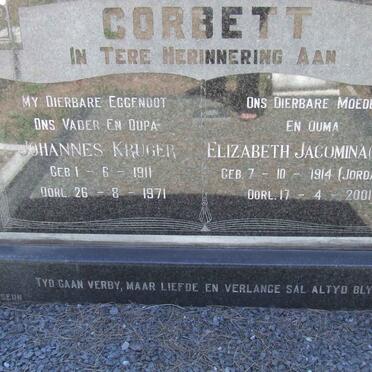 CORBETT
IN TERE HERINNERING AAN
MY DIERBARE EGGENOOT
ONS VADER EN OUPA
JOHANNES KRUGER
GEB 1 - 6 - 1911
OORL. 26 - 8 - 1971
ONS DIERBARE MOEDE
EN OUMA
ELIZABETH JACOMINA
GEB. 7 - 10 - 1914 (JORDA
OORL. 17 - 4 - 2001
TYD GAAN VERBY, MAAR LIEFDE EN VERLANGE SAL ALTYD BLY